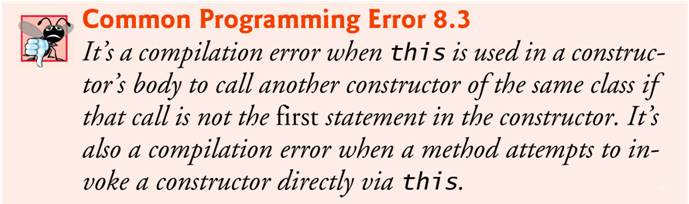 Common Programming Error 8.3
It’s a compilation error when this is used in a construc-
tor’s body to call another constructor of the same class if
that call is not the first statement in the constructor. It’s
also a compilation error when a method attempts to in-
voke a constructor directly via this.